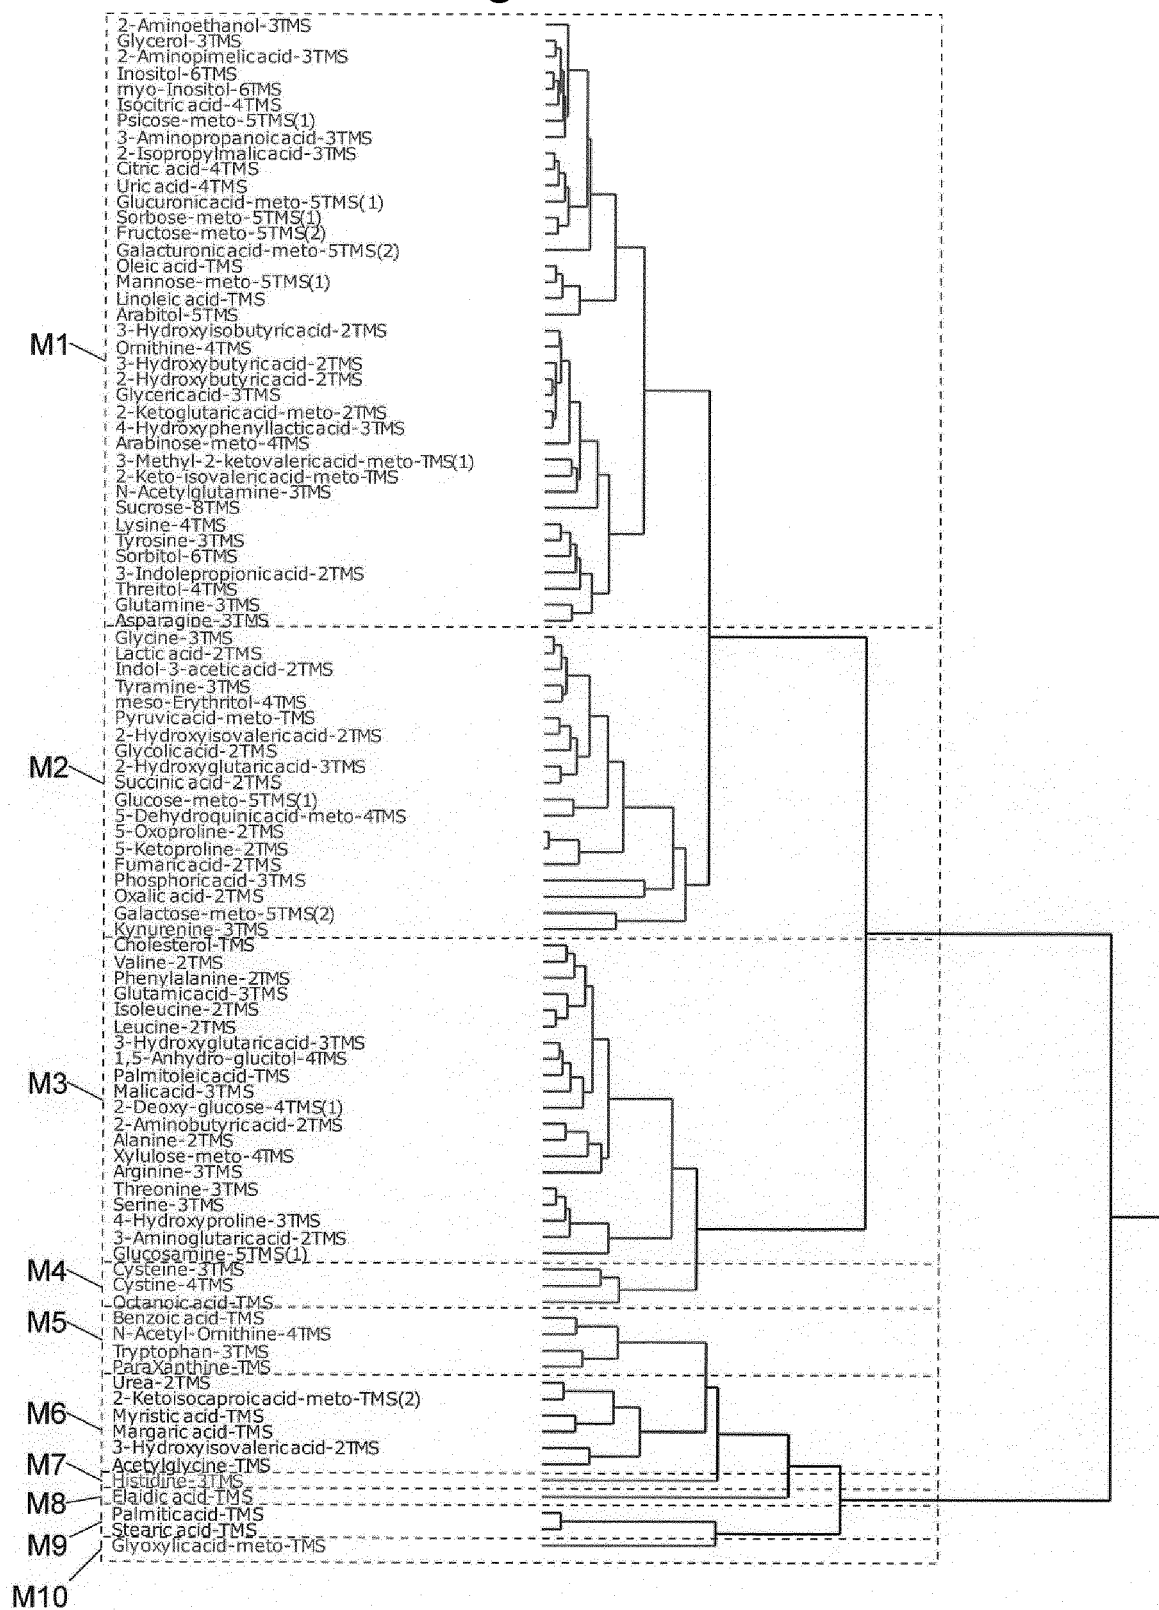 2-Aminoethanol-3TMS
Glycerol-3TMS
2-Aminopimelicacid-3TMS
Inositol-6TMS
myo-Inositol-6TMS
Isocitric acid-4TMS
Psicose-meto-5TMS(1)
3-Aminopropanoicacid-3TMS
2-Isopropylmalicacid-3TMS
Citric acid-4TMS
Uric acid-4TMS
Glucuronicacid-meto-5TMS(1)
Sorbose-meto-5TMS(1)
Fructose-meto-5TMS(2)
Galacturonicacid-meto-5TMS(2)
Oleic acid-TMS
Mannose-meto-5TMS(1)
Linoleic acid-TMS
Arabitol-5TMS
3-Hydroxyisobutyricacid-2TMS
M1
Ornithine-4TMS
3-Hydroxybutyricacid-2TMS
2-Hydroxybutyricacid-2TMS
Glycericacid-3TMS
2-Ketoglutaricacid-meto-2TMS
4-Hydroxyphenyllacticacid-3TMS
Arabinose-meto-4TMS
3-Methyl-2-ketovalericacid-meto-TMS(1)
2-Keto-isovalericacid-meto-TMS
N-Acetylglutamine-3TMS
Sucrose-8TMS
Lysine-4TMS
Tyrosine-3TMS
Sorbitol-6TMS
3-Indolepropionicacid-2TMS
Threitol-4TMS
Glutamine-3TMS
Asparagine-3TMS
Glycine-3TMS
Lactic acid-2TMS
Indol-3-aceticacid-2TMS
Tyramine-3TMS
meso-Erythritol-4TMS
Pyruvicacid-meto-TMS
2-Hydroxyisovalericacid-2TMS
Glycolicacid-2TMS
M2
2-Hydroxyglutaricacid-3TMS
Succinic acid-2TMS
Glucose-meto-5TMS(1)
5-Dehydroquinicacid-meto-4TMS
5-Oxoproline-2TMS
5-Ketoproline-2TMS
Fumaricacid-2TMS
Phosphoricacid-3TMS
Oxalic acid-2TMS
Galactose-meto-5TMS(2)
Kynurenine-3TMS
Cholesterol-TMS
Valine-2TMS
Phenylalanine-2TMS
Glutamicacid-3TMS
Isoleucine-2TMS
Leucine-2TMS
3-Hydroxyglutaricacid-3TMS
1,5-Anhydro-glucitol-4TMS
Palmitoleicacid-TMS
M3
Malicacid-3TMS
2-Deoxy-glucose-4TMS(1)
2-Aminobutyricacid-2TMS
Alanine-2TMS
Xylulose-meto-4TMS
Arginine-3TMS
Threonine-3TMS
Serine-3TMS
4-Hydroxyproline-3TMS
3-Aminoglutaricacid-2TMS
Glucosamine-5TMS(1)
M4
Cysteine-3TMS
Cystine-4TMS
Octanoic acid-TMS
M5
Benzoic acid-TMS
N-Acetyl-Ornithine-4TMS
Tryptophan-3TMS
ParaXanthine-TMS
Urea-2TMS
2-Ketoisocaproicacid-meto-TMS(2)
M6
Myristic acid-TMS
Margaric acid-TMS
3-Hydroxyisovalericacid-2TMS
M7
Acetylglycine-TMS
Histidine-3TMS
M8
Elaidic acid-TMS
Palmiticacid-TMS
Stearic acid-TMS
M9
Glyoxylicacid-meto-TMS
M10